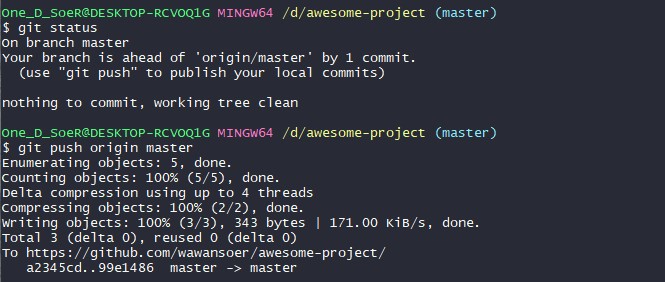 One_D_SoeR@DESKTOP-RCVOQ1G MINGW64 /d/awesome-project (master)
$ git status
On branch master
Your branch is ahead of 'origin/master' by 1 commit.
  (use "git push" to publish your local commits)

nothing to commit, working tree clean

One_D_SoeR@DESKTOP-RCVOQ1G MINGW64 /d/awesome-project (master)
$ git push origin master
Enumerating objects: 5, done.
Counting objects: 100% (5/5), done.
Delta compression using up to 4 threads
Compressing objects: 100% (2/2), done.
Writing objects: 100% (3/3), 343 bytes | 171.00 KiB/s, done.
Total 3 (delta 0), reused 0 (delta 0)
To https://github.com/wawansoer/awesome-project/
   a2345cd..99e1486  master -> master